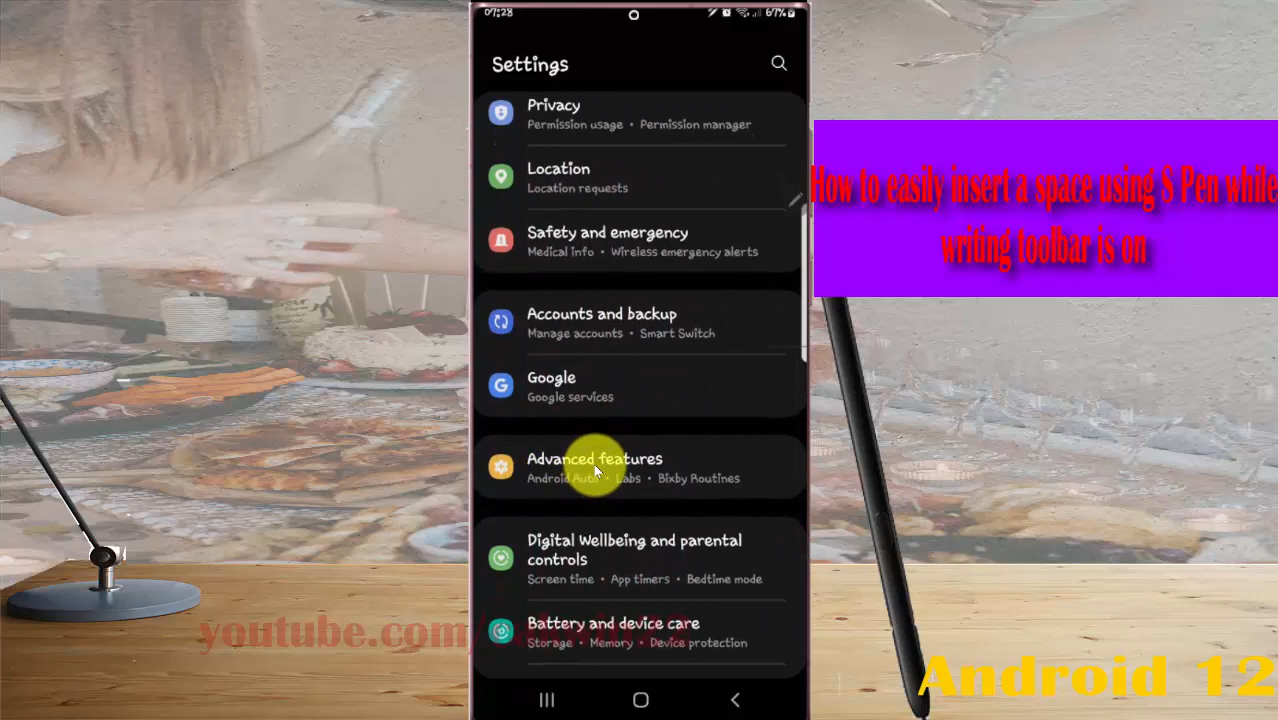 07:28
67%
Settings
Privacy
Permission usage • Permission manager
Location
Location requests
Safety and emergency
Medical info • Wireless emergency alerts
Accounts and backup
Manage accounts • Smart Switch
Google
Google services
Advanced features
Android Auto • Labs • Bixby Routines
Digital Wellbeing and parental
controls
Screen time • App timers • Bedtime mode
Battery and device care
Storage • Memory • Device protection
How to easily insert a space using S Pen while
writing toolbar is on
youtube.com/
Android 12